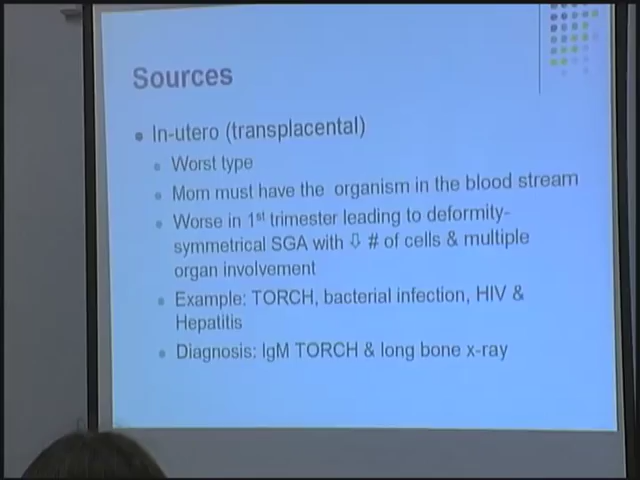 Sources
In-utero (transplacental)
Worst type
Mom must have the organism in the blood stream
Worse in 1st trimester leading to deformity-
symmetrical SGA with ⇩ # of cells & multiple
organ involvement
Example: TORCH, bacterial infection, HIV &
Hepatitis
Diagnosis: IgM TORCH & long bone x-ray